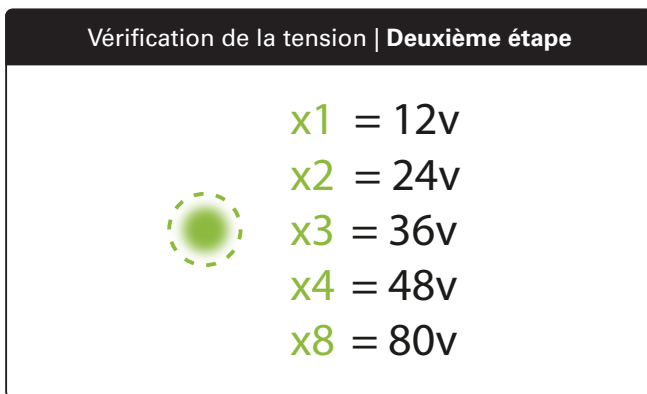 Vérification de la tension | Deuxième étape
x1 = 12v
x2 = 24v
x3 = 36v
x4 = 48v
x8 = 80v